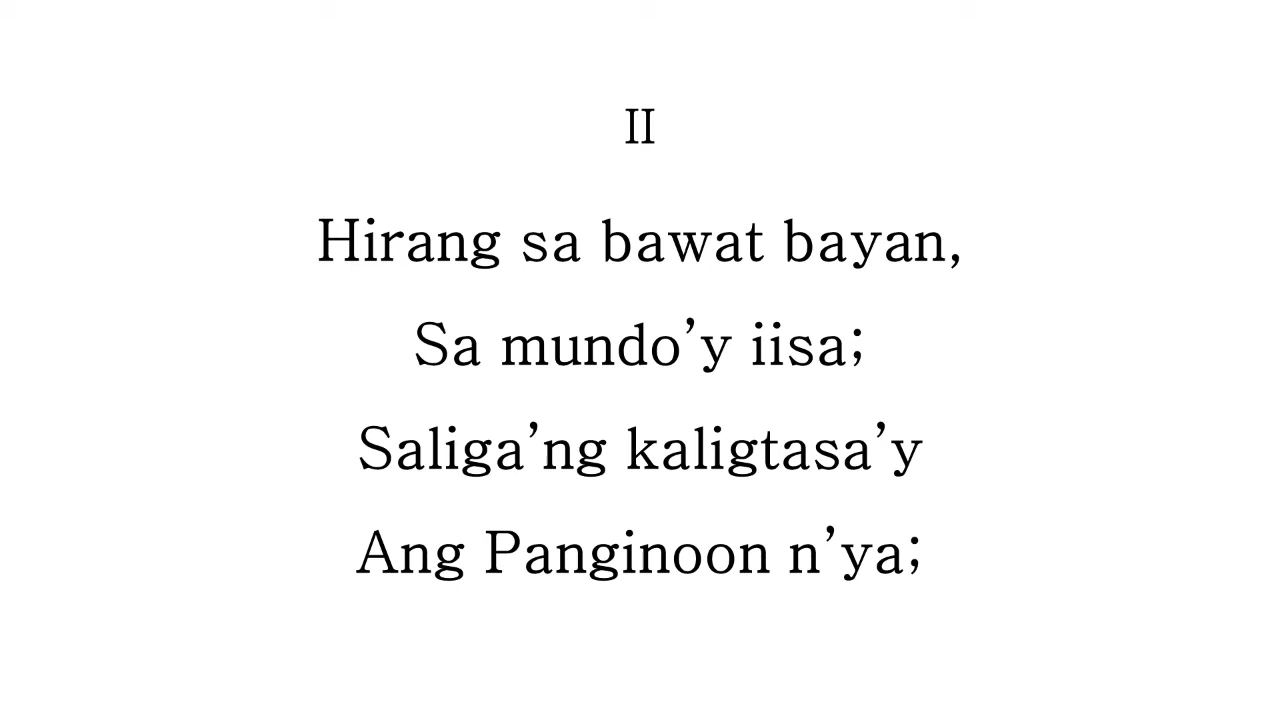 II
Hirang sa bawat bayan,
Sa mundo’y iisa;
Saliga’ng kaligtasa’y
Ang Panginoon n’ya;